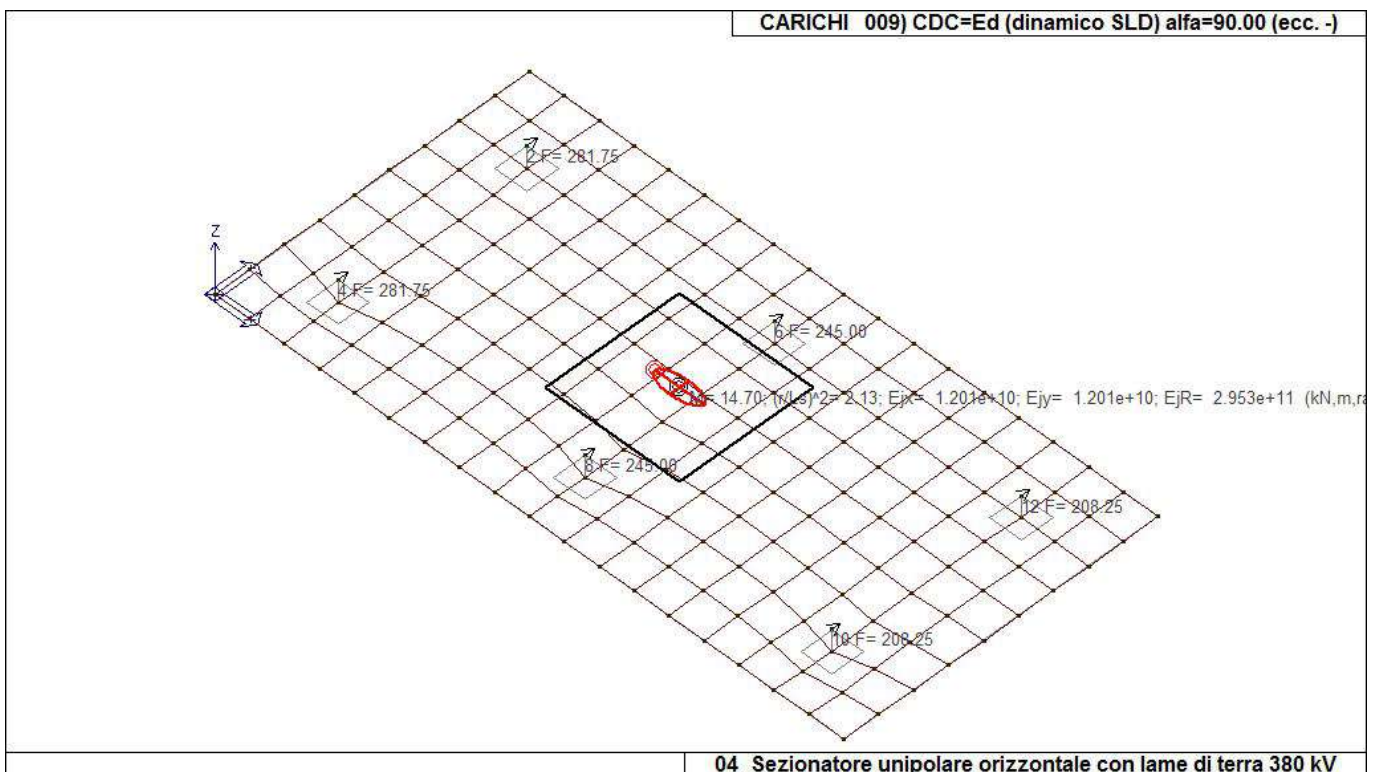 CARICHI 009) CDC=Ed (dinamico SLD) alfa=90.00 (ecc. -)
2 F= 281.75
Z
4 F= 281.75
6 F= 245.00
= 14.70; (r/Ls)^2= 2.13; Ejx= 1.201e+10; Ejy= 1.201e+10; EjR= 2.953e+11 (kN,m,ra
8 F= 245.00
12 F= 208.25
10 F= 208.25
04 Sezionatore unipolare orizzontale con lame di terra 380 kV